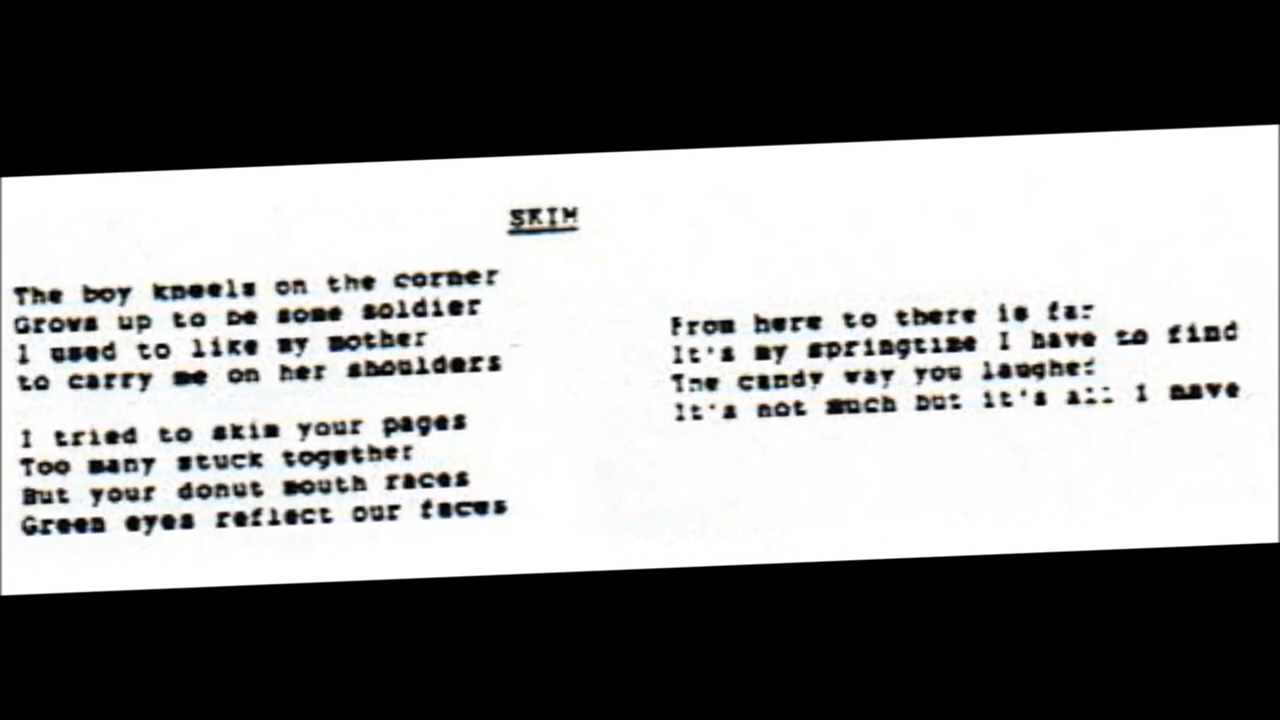 SKIM
The boy kneels on the corner
Grows up to be some soldier
I used to like my mother
to carry me on her shoulders
I tried to skim your pages
Too many stuck together
But your donut mouth races
Green eyes reflect our faces
From here to there is far
It's my springtime I have to find
The candy way you laughed
It's not much but it's all I have